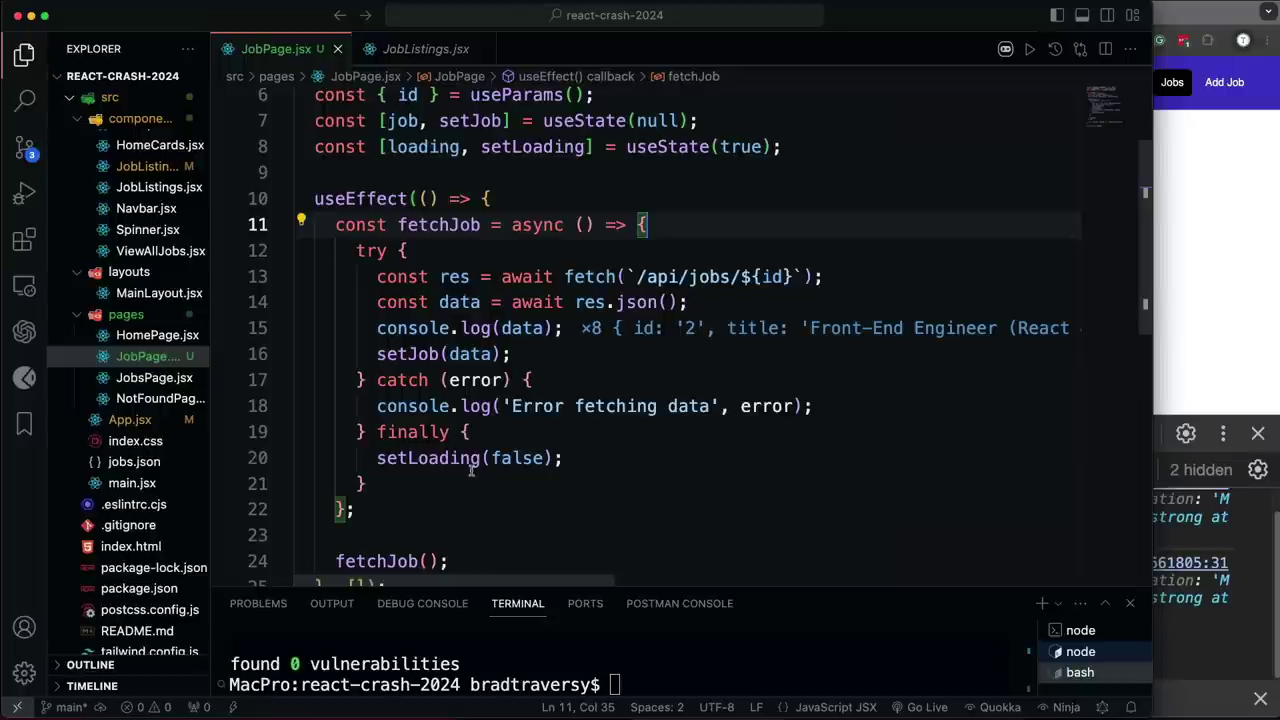 react-crash-2024
EXPLORER
REACT-CRASH-2024
src
compone...
HomeCards.jsx
JobListin... M
JobListings.jsx
Navbar.jsx
Spinner.jsx
ViewAllJobs.jsx
layouts
MainLayout.jsx
pages
HomePage.jsx
JobPage.... U
JobsPage.jsx
NotFoundPag...
App.jsx M
index.css
jobs.json
main.jsx
.eslintrc.cjs
.gitignore
index.html
package-lock.json
package.json
postcss.config.js
README.md
tailwind.config.js
OUTLINE
TIMELINE
3
JobPage.jsx U
JobListings.jsx
src > pages > JobPage.jsx > JobPage > useEffect() callback > fetchJob
6 const { id } = useParams();
7 const [job, setJob] = useState(null);
8 const [loading, setLoading] = useState(true);
9
10 useEffect(() => {
11 const fetchJob = async () => {
12 try {
13 const res = await fetch(`/api/jobs/${id}`);
14 const data = await res.json();
15 console.log(data); ×8 { id: '2', title: 'Front-End Engineer (React
16 setJob(data);
17 } catch (error) {
18 console.log('Error fetching data', error);
19 } finally {
20 setLoading(false);
21 }
22 };
23
24 fetchJob();
25 }, []);
PROBLEMS OUTPUT DEBUG CONSOLE TERMINAL PORTS POSTMAN CONSOLE
found 0 vulnerabilities
MacPro:react-crash-2024 bradtraversy$
node
node
bash
main* 0 0 0 Ln 11, Col 35 Spaces: 2 UTF-8 LF {} JavaScript JSX Go Live Quokka Ninja
T
Jobs Add Job
2 hidden
ation: 'M
strong at
561805:31
ation: 'M
strong at